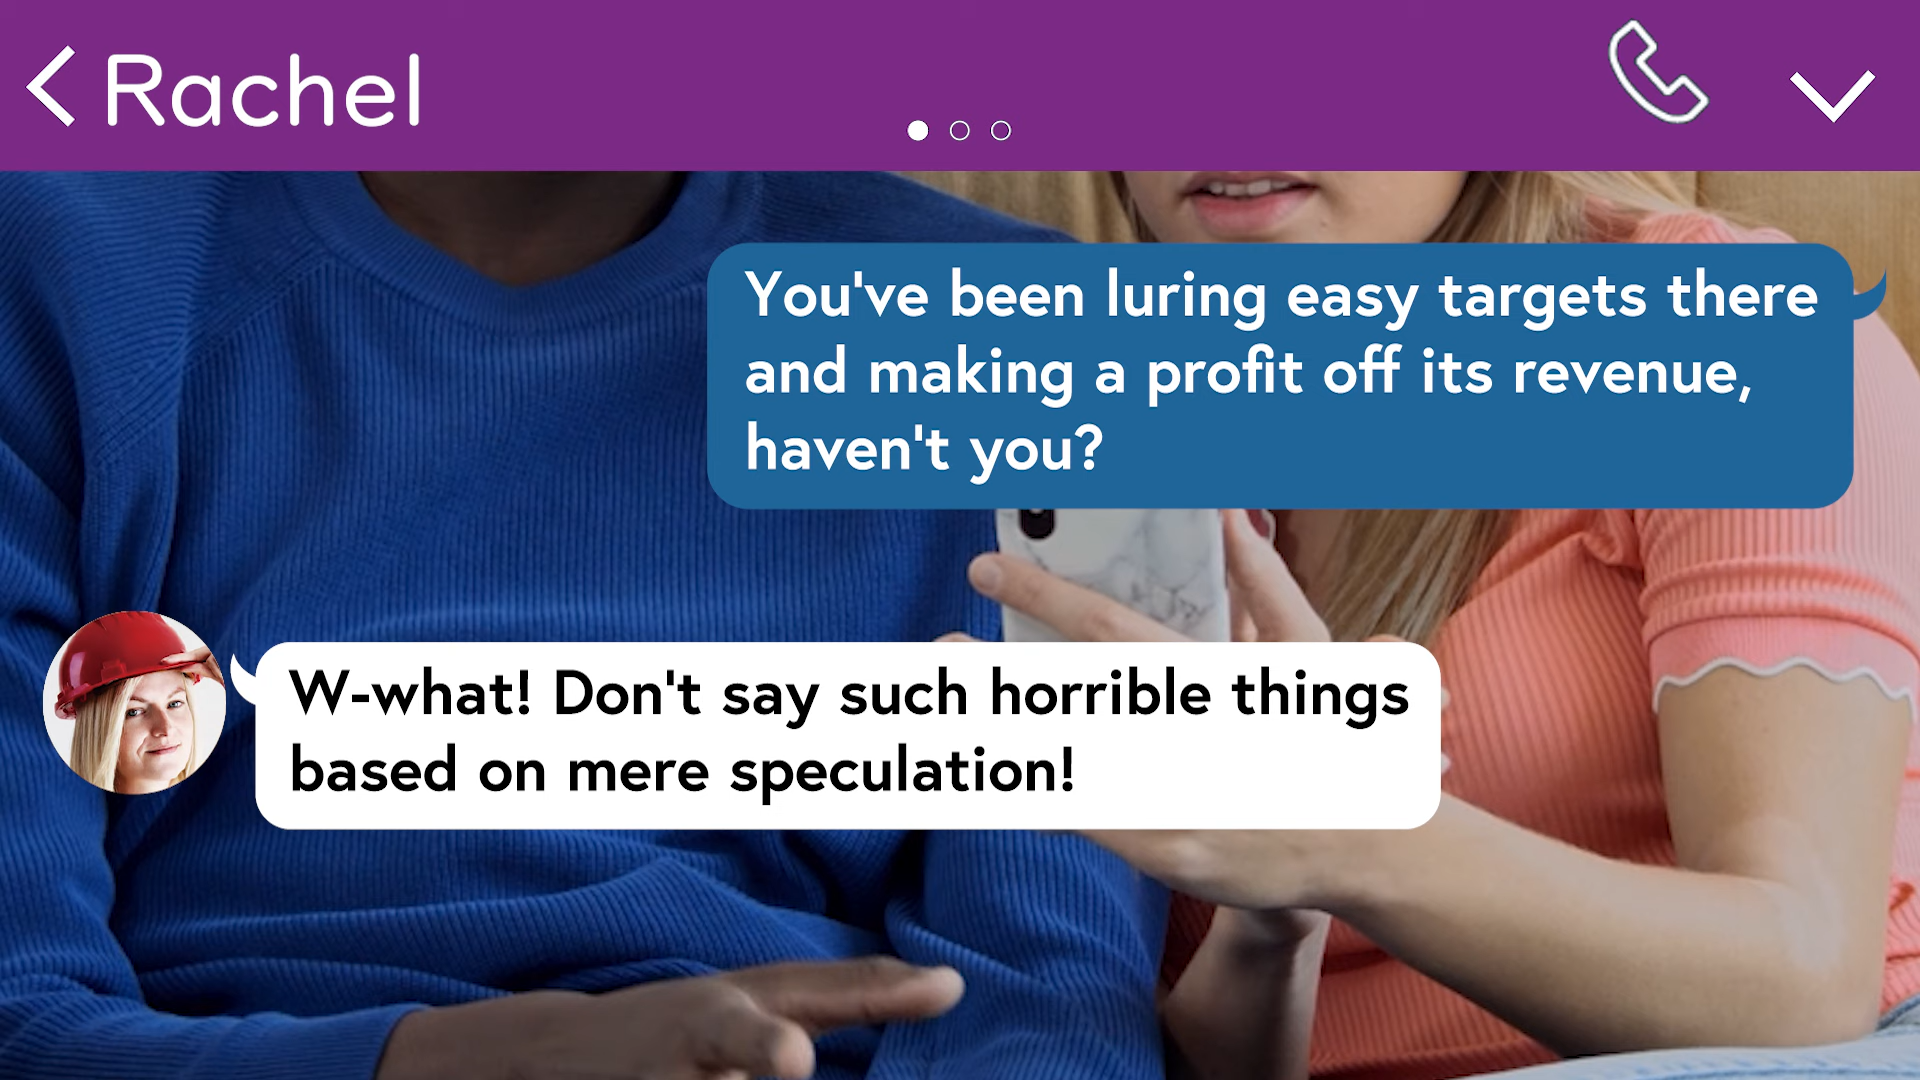 Rachel
You've been luring easy targets there
and making a profit off its revenue,
haven't you?
W-what! Don't say such horrible things
based on mere speculation!